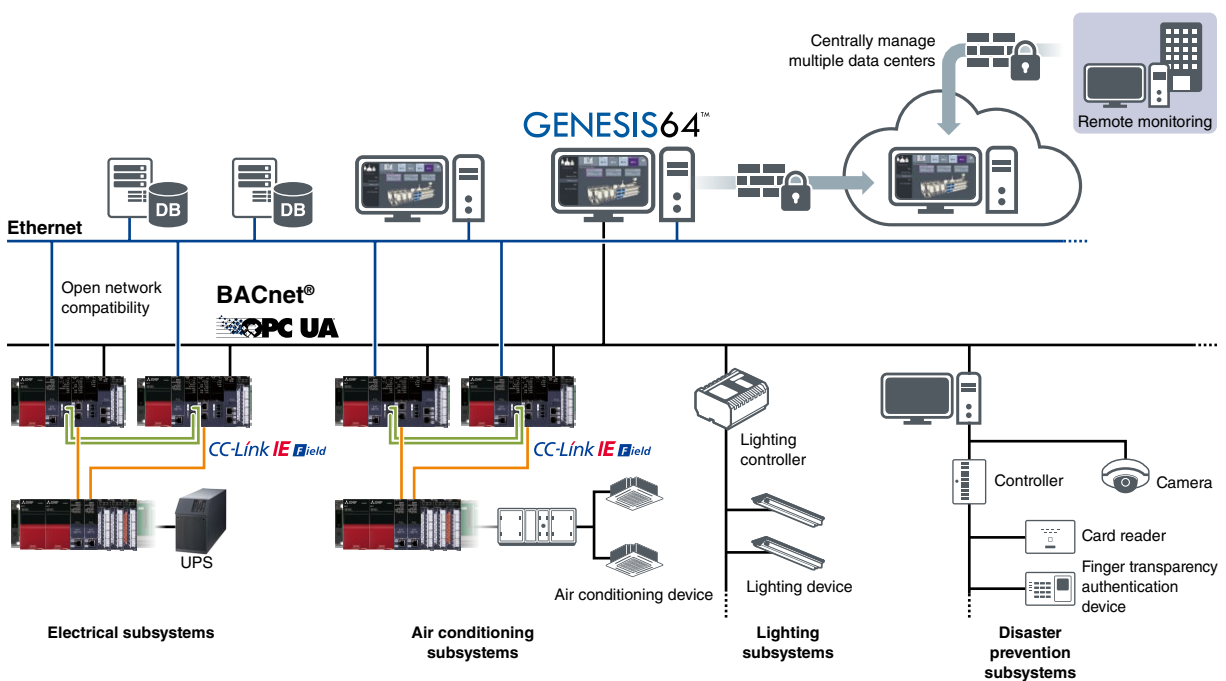 Centrally manage
multiple data centers
Remote monitoring
GENESIS64™
DB
DB
Ethernet
Open network
compatibility
BACnet®
OPC UA
CC-Link IE Field
CC-Link IE Field
Lighting
controller
Controller
Camera
UPS
Card reader
Air conditioning device
Lighting device
Finger transparency
authentication
device
Electrical subsystems
Air conditioning
subsystems
Lighting
subsystems
Disaster
prevention
subsystems